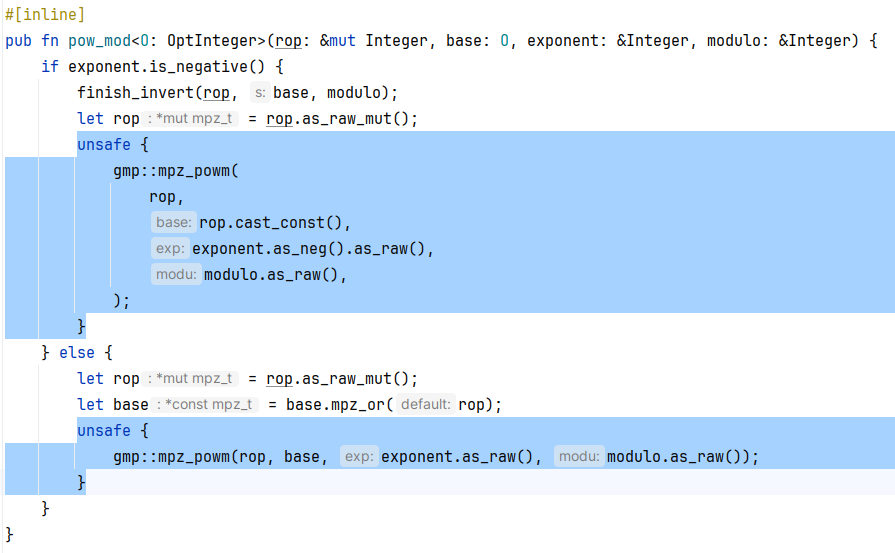 #[inline]
pub fn pow_mod<O: OptInteger>(rop: &mut Integer, base: O, exponent: &Integer, modulo: &Integer) {
    if exponent.is_negative() {
        finish_invert(rop, s: base, modulo);
        let rop : *mut mpz_t = rop.as_raw_mut();
        unsafe {
            gmp::mpz_powm(
                rop,
                base: rop.cast_const(),
                exp: exponent.as_neg().as_raw(),
                modu: modulo.as_raw(),
            );
        }
    } else {
        let rop : *mut mpz_t = rop.as_raw_mut();
        let base : *const mpz_t = base.mpz_or( default: rop);
        unsafe {
            gmp::mpz_powm(rop, base, exp: exponent.as_raw(), modu: modulo.as_raw());
        }
    }
}